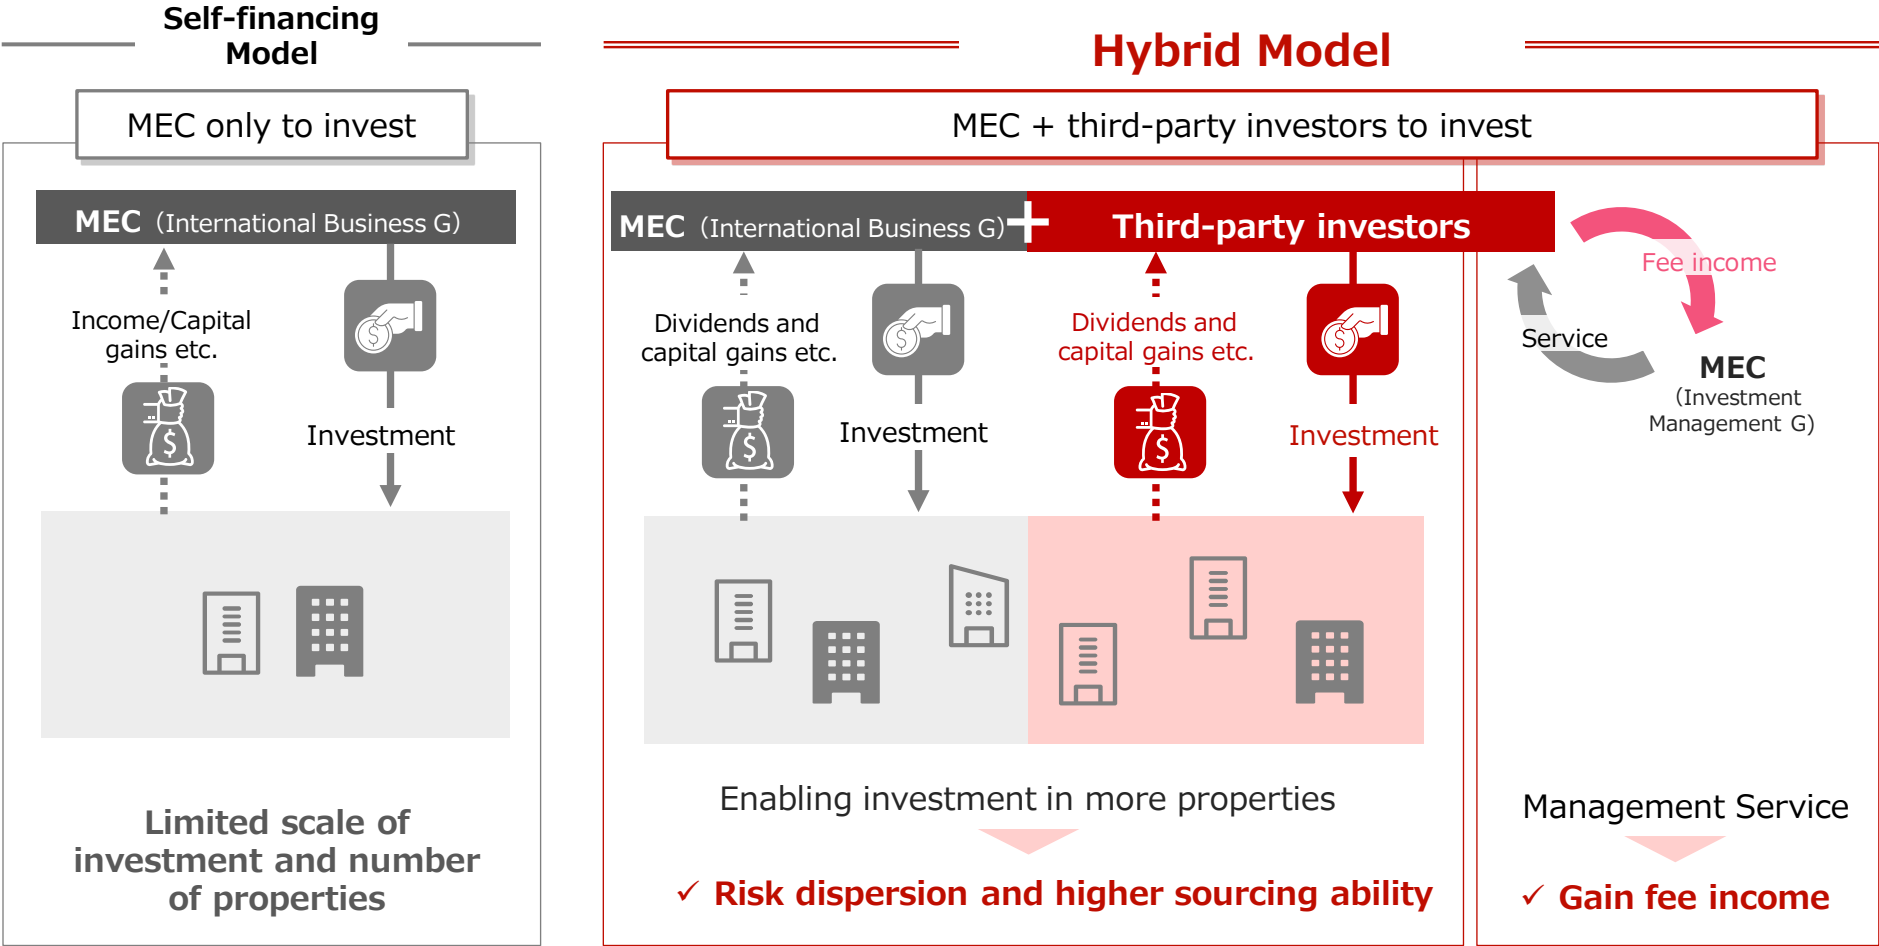 Self-financing
Model
MEC only to invest
MEC （International Business G）
Income/Capital
gains etc.
Investment
Limited scale of
investment and number
of properties
Hybrid Model
MEC + third-party investors to invest
MEC （International Business G）
+
Third-party investors
Dividends and
capital gains etc.
Investment
Dividends and
capital gains etc.
Investment
Enabling investment in more properties
✓ Risk dispersion and higher sourcing ability
Fee income
Service
MEC
（Investment
Management G）
Management Service
✓ Gain fee income